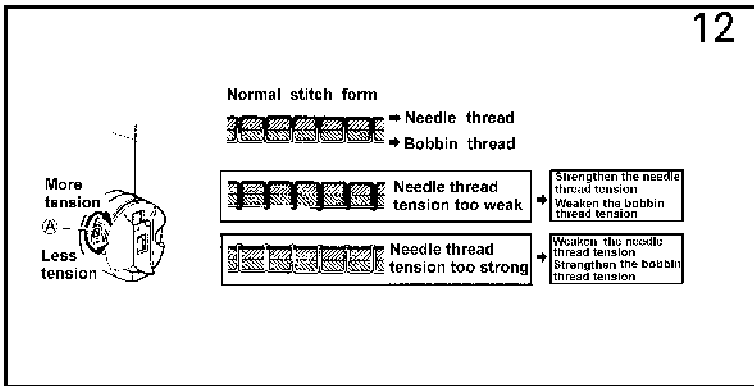 12
Normal stitch form
Needle thread
Bobbin thread
More
tension
A
Less
tension
Needle thread
tension too weak
Strengthen the needle
thread tension
Weaken the bobbin
thread tension
Needle thread
tension too strong
Weaken the needle
thread tension
Strengthen the bobbin
thread tension